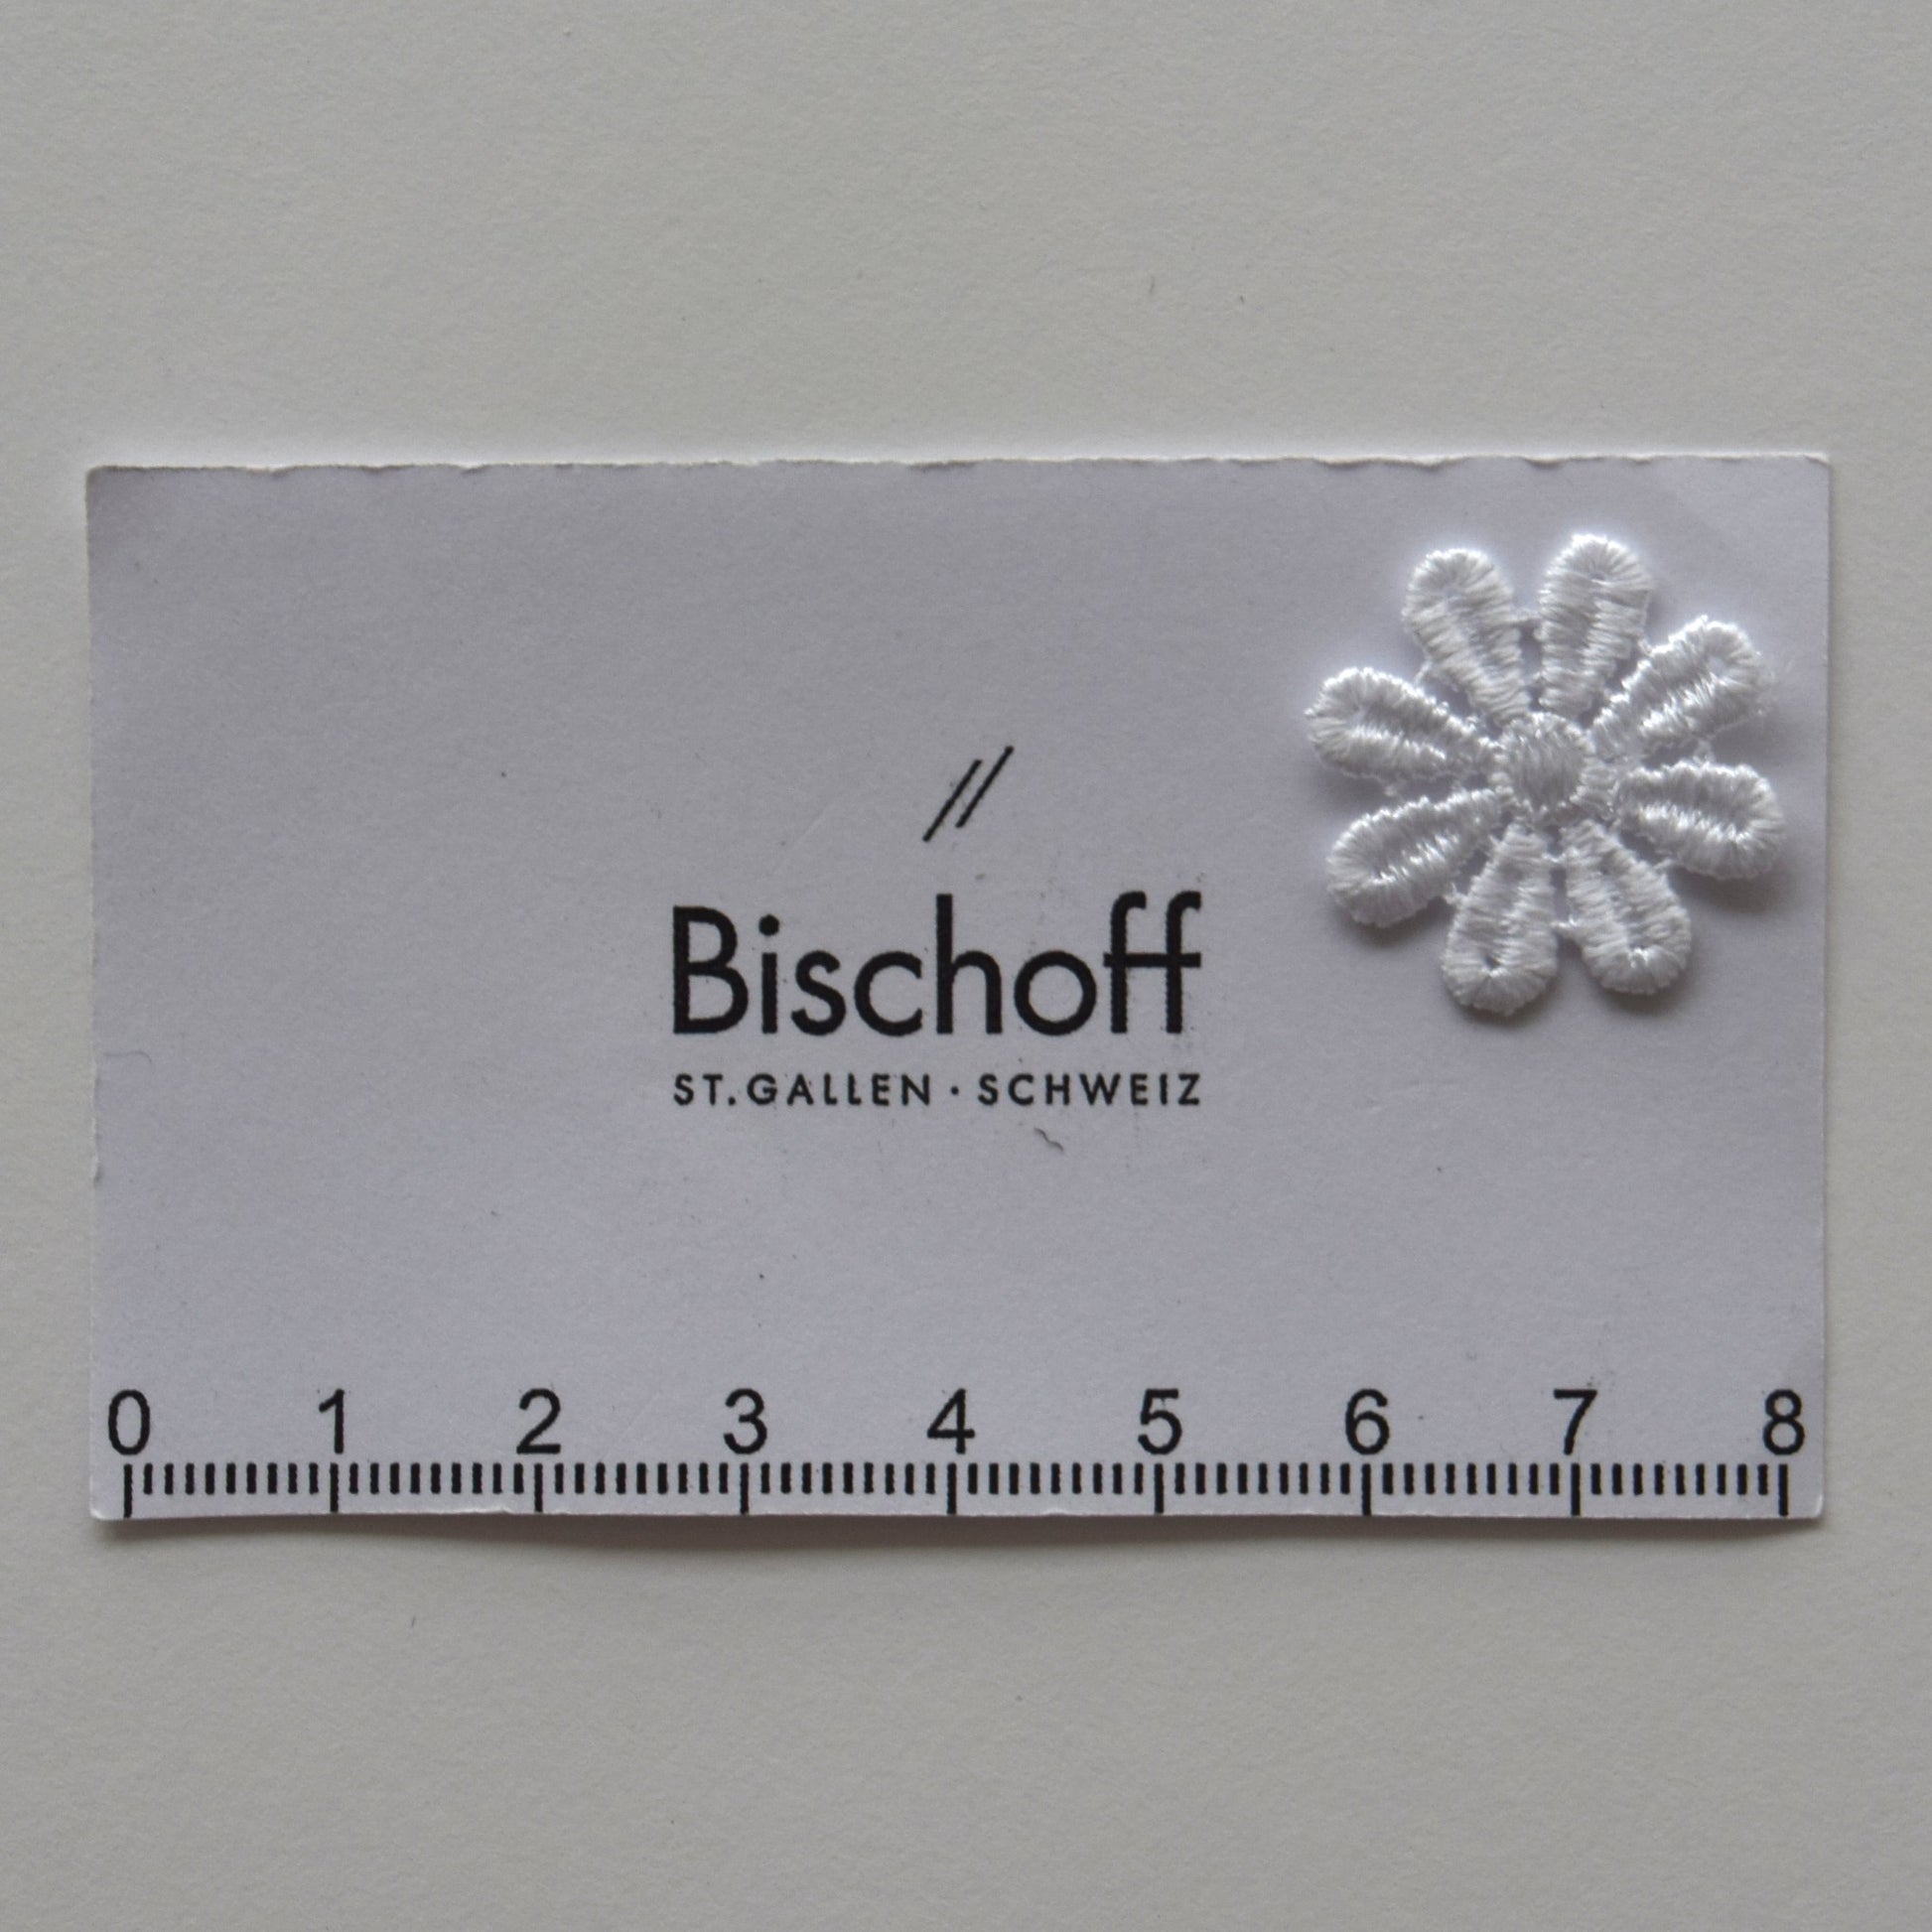 Bischoff
ST. GALLEN · SCHWEIZ
0 1 2 3 4 5 6 7 8